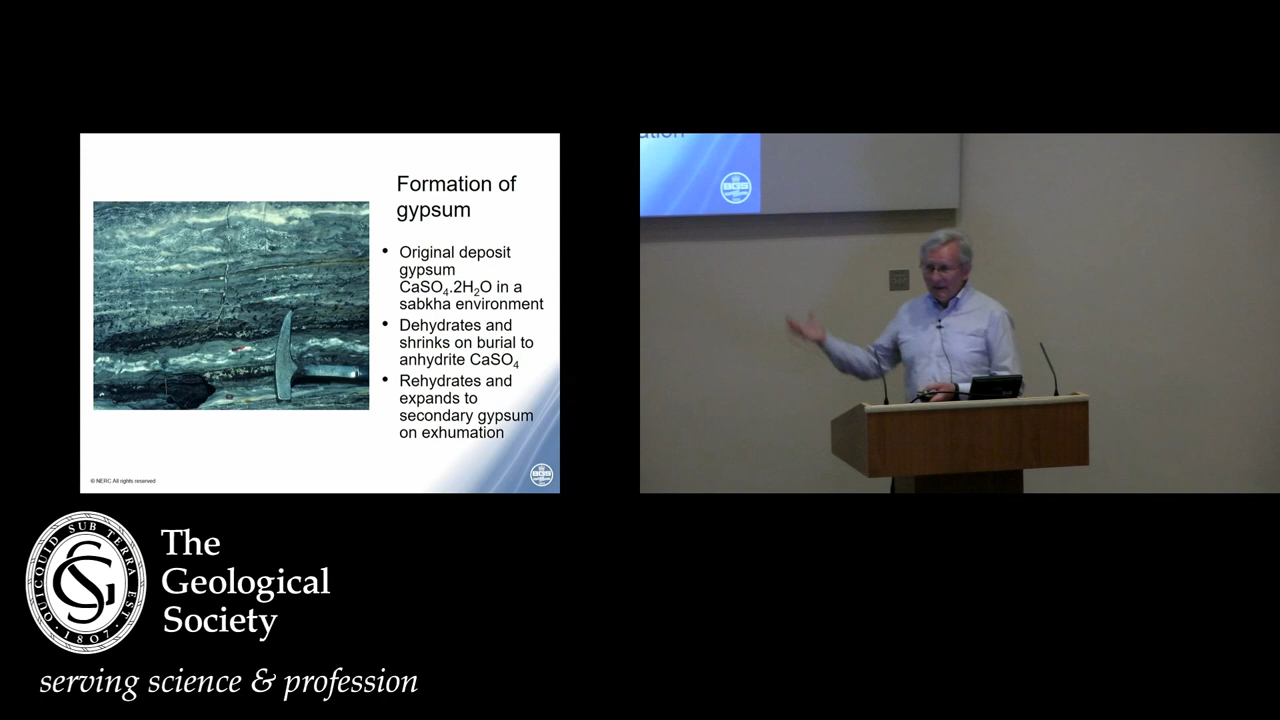 Formation of
gypsum
• Original deposit
gypsum
CaSO₄.2H₂O in a
sabkha environment
• Dehydrates and
shrinks on burial to
anhydrite CaSO₄
• Rehydrates and
expands to
secondary gypsum
on exhumation
© NERC All rights reserved
BGS
BGS
QUICQUID SUB TERRA EST
1807
The
Geological
Society
serving science & profession